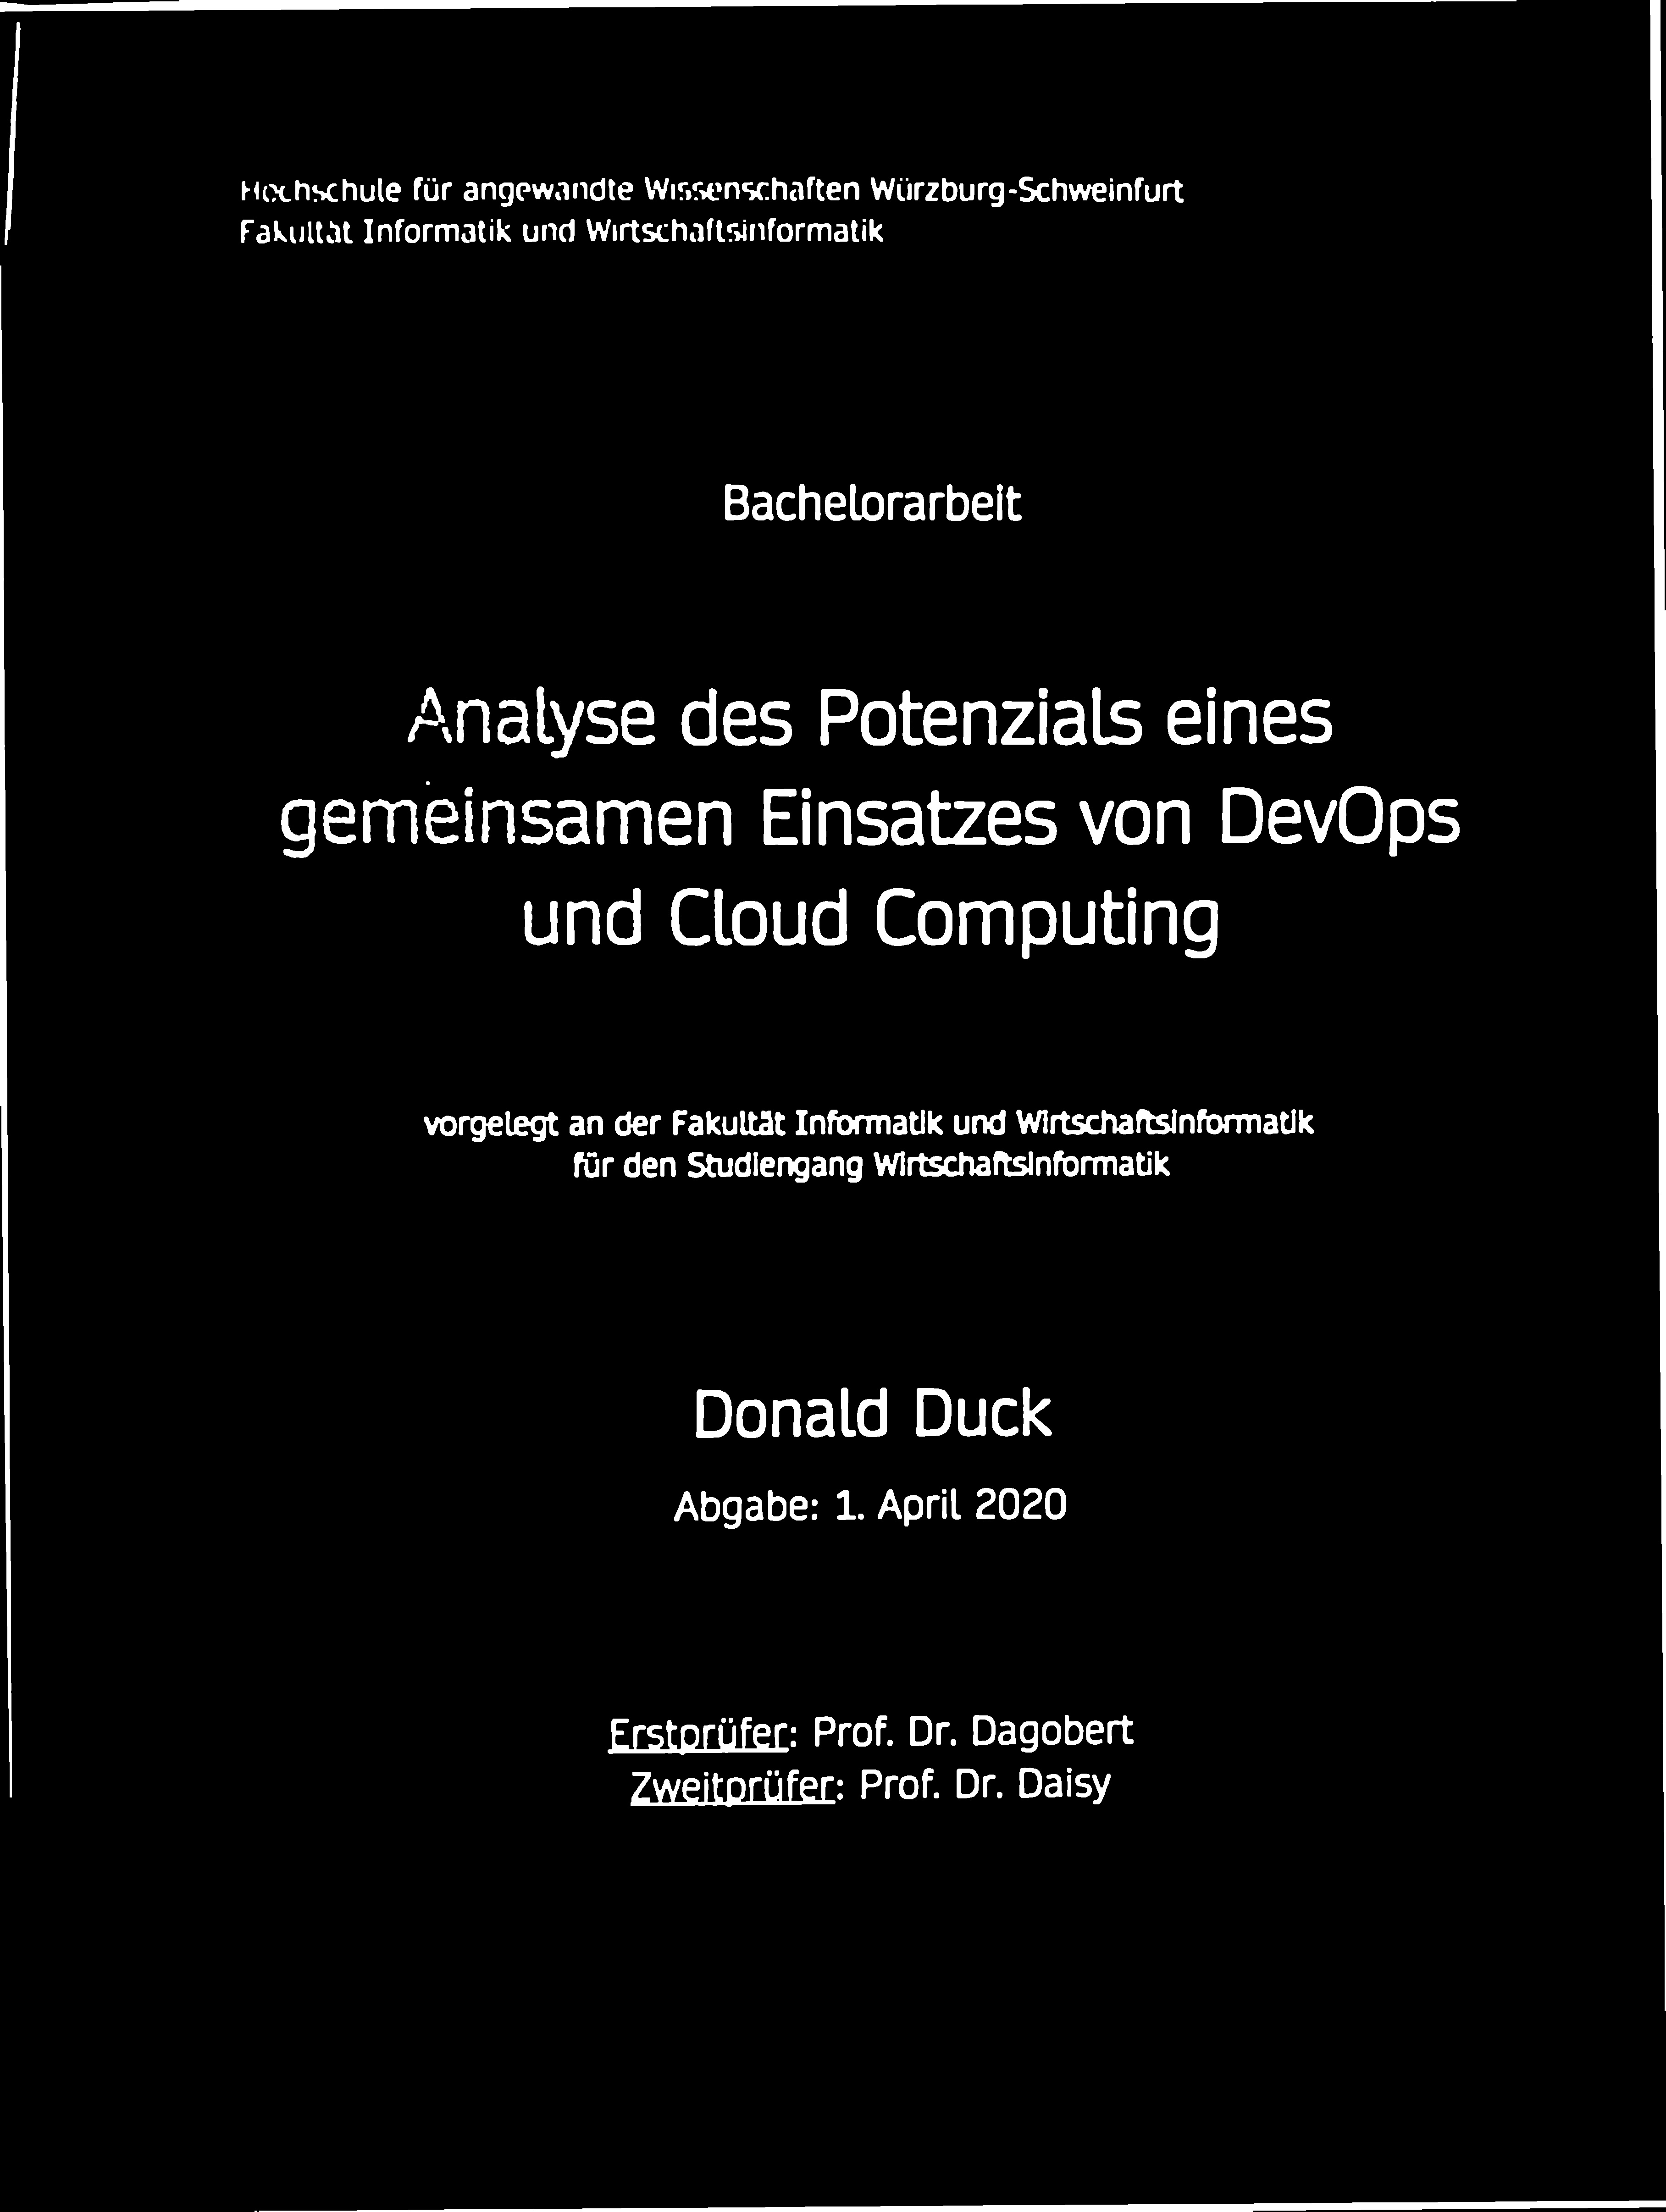 Hochschule für angewandte Wissenschaften Würzburg-Schweinfurt
Fakultät Informatik und Wirtschaftsinformatik
Bachelorarbeit
Analyse des Potenzials eines
gemeinsamen Einsatzes von DevOps
und Cloud Computing
vorgelegt an der Fakultät Informatik und Wirtschaftsinformatik
für den Studiengang Wirtschaftsinformatik
Donald Duck
Abgabe: 1. April 2020
Erstprüfer: Prof. Dr. Dagobert
Zweitprüfer: Prof. Dr. Daisy